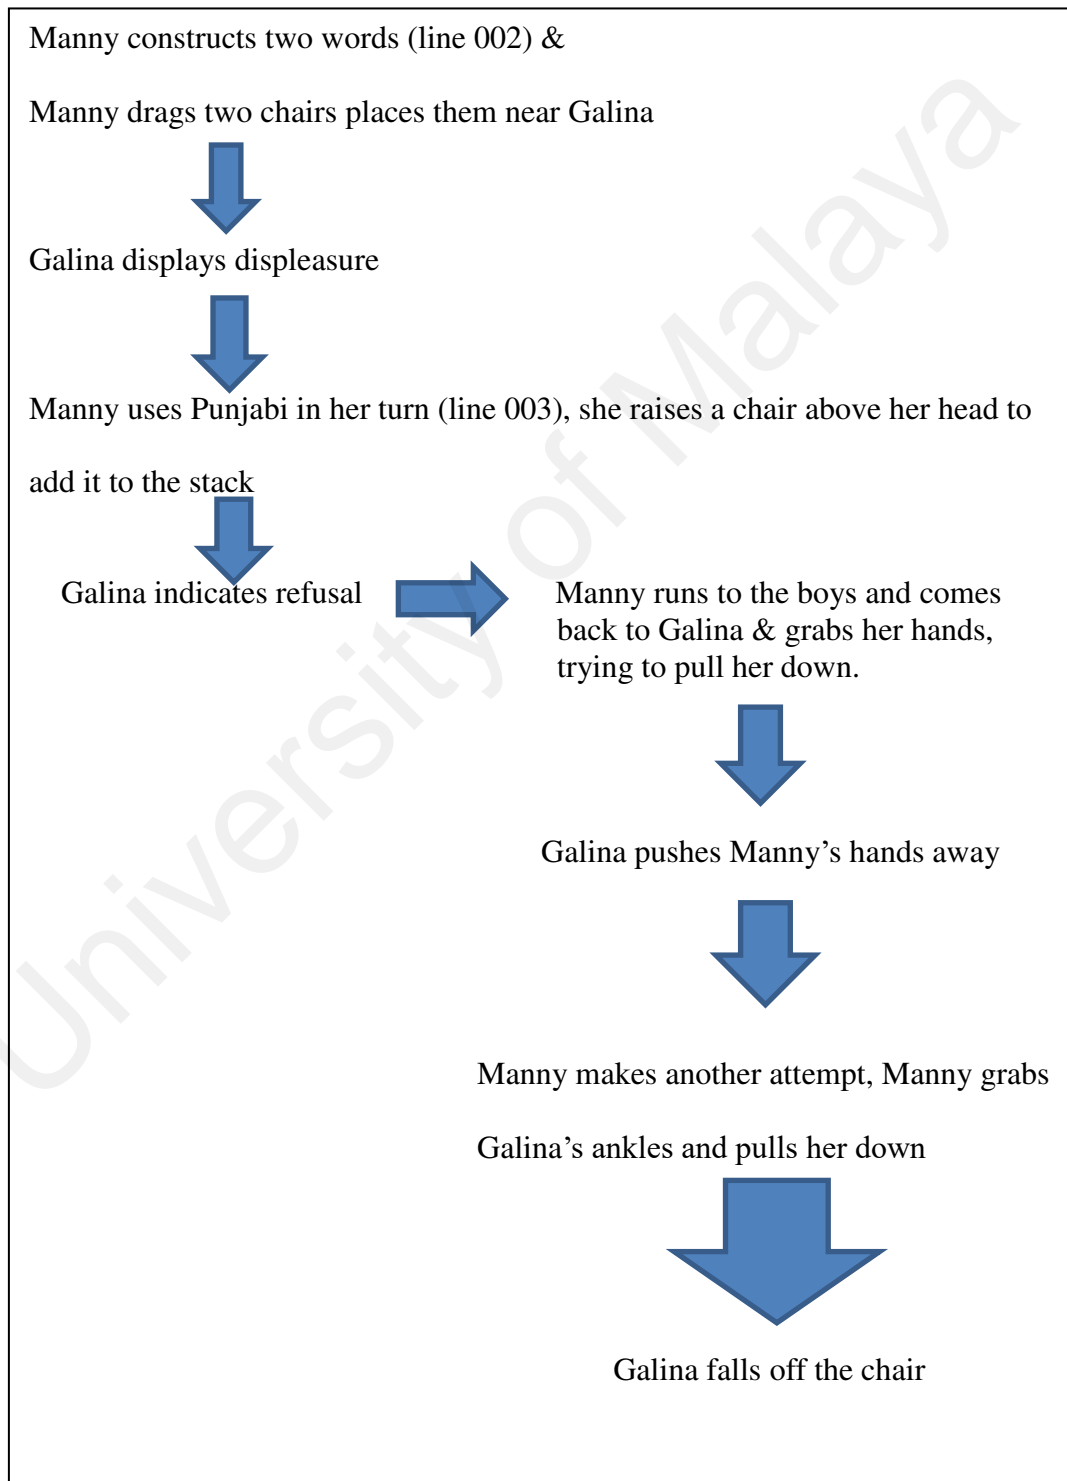 Manny constructs two words (line 002) &
Manny drags two chairs places them near Galina
Galina displays displeasure
Manny uses Punjabi in her turn (line 003), she raises a chair above her head to
add it to the stack
Galina indicates refusal
Manny runs to the boys and comes
back to Galina & grabs her hands,
trying to pull her down.
Galina pushes Manny’s hands away
Manny makes another attempt, Manny grabs
Galina’s ankles and pulls her down
Galina falls off the chair
University of Malaya